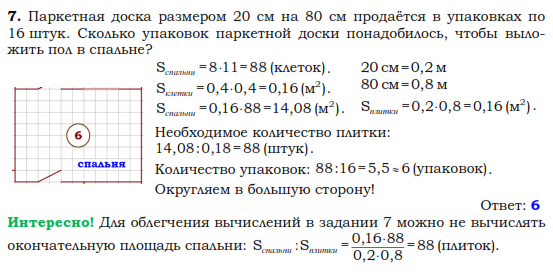 7. Паркетная доска размером 20 см на 80 см продаётся в упаковках по
16 штук. Сколько упаковок паркетной доски понадобилось, чтобы выло-
жить пол в спальне?
Sспальни = 8·11 = 88 (клеток).
Sклетки = 0,4·0,4 = 0,16 (м²).
Sспальни = 0,16·88 = 14,08 (м²).
20 см = 0,2 м
80 см = 0,8 м
Sплитки = 0,2·0,8 = 0,16 (м²).
6
спальня
Необходимое количество плитки:
14,08:0,18 = 88 (штук).
Количество упаковок: 88:16 = 5,5 ≈ 6 (упаковок).
Округляем в большую сторону!
Ответ: 6
Интересно! Для облегчения вычислений в задании 7 можно не вычислять
окончательную площадь спальни: Sспальни : Sплитки = 0,16·88 / 0,2·0,8 = 88 (плиток).